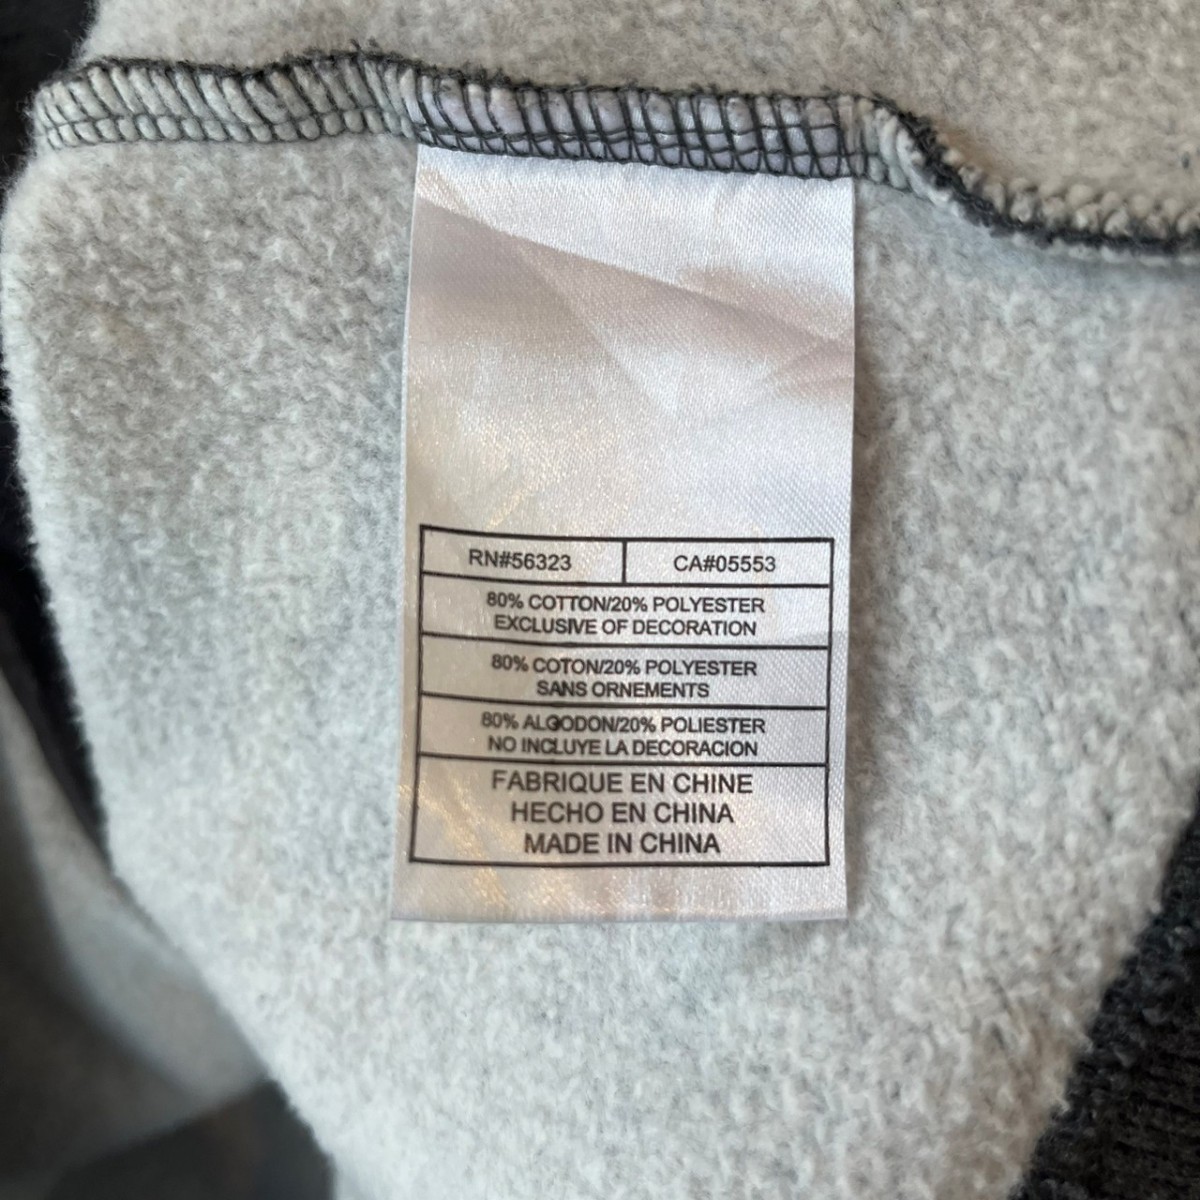 RN#56323 CA#05553
80% COTTON/20% POLYESTER
EXCLUSIVE OF DECORATION
80% COTON/20% POLYESTER
SANS ORNEMENTS
80% ALGODON/20% POLIESTER
NO INCLUYE LA DECORACION
FABRIQUE EN CHINE
HECHO EN CHINA
MADE IN CHINA